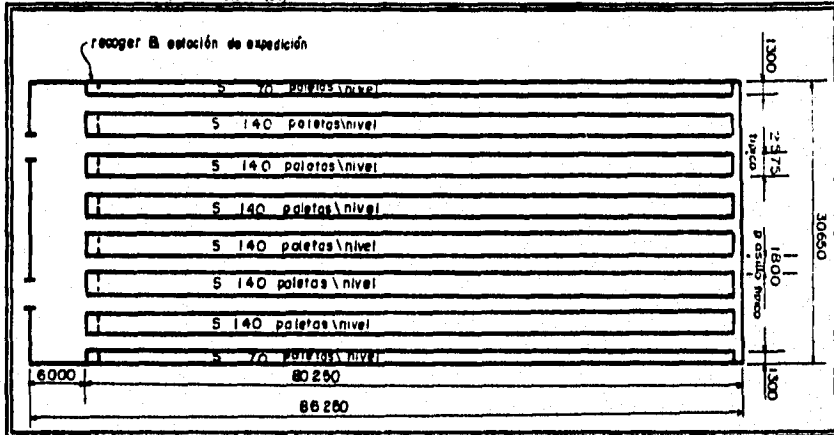 recoger & estación de expedición
5 70 paletas\nivel
5 140 paletas\nivel
5 140 paletas\nivel
5 140 paletas\nivel
5 140 paletas\nivel
5 140 paletas\nivel
5 140 paletas\nivel
5 70 paletas\nivel
6000
80250
86250
1300
2575
tipico
30650
1800
pasillo franco
1300